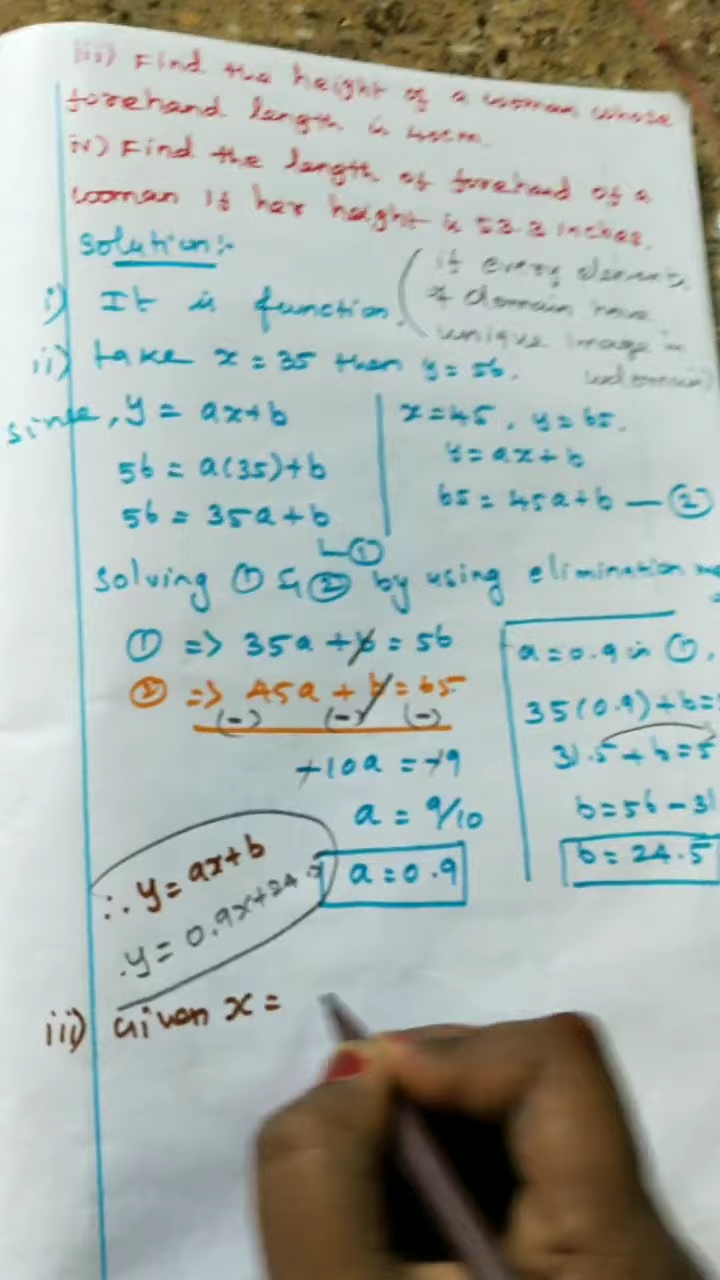 iii) Find the height of a woman whose
forehand length is 40cm.
iv) Find the length of forehand of a
woman if her height is 53.3 inches.
Solution:-
i) It is function. (if every element
of domain have
unique image in
codomain)
ii) take x = 35 then y = 56.
since, y = ax+b
56 = a(35)+b
56 = 35a+b
①
x=45, y=65.
y=ax+b
65=45a+b — ②
Solving ① & ② by using elimination
① => 35a+b=56
② => 45a+b=65
(-) (-) (-)
+10a=+9
a=9/10
a=0.9
a=0.9 in ①,
35(0.9)+b=
31.5+b=5
b=56-31
b=24.5
∴ y=ax+b
.y=0.9x+24.
iii) Given x=